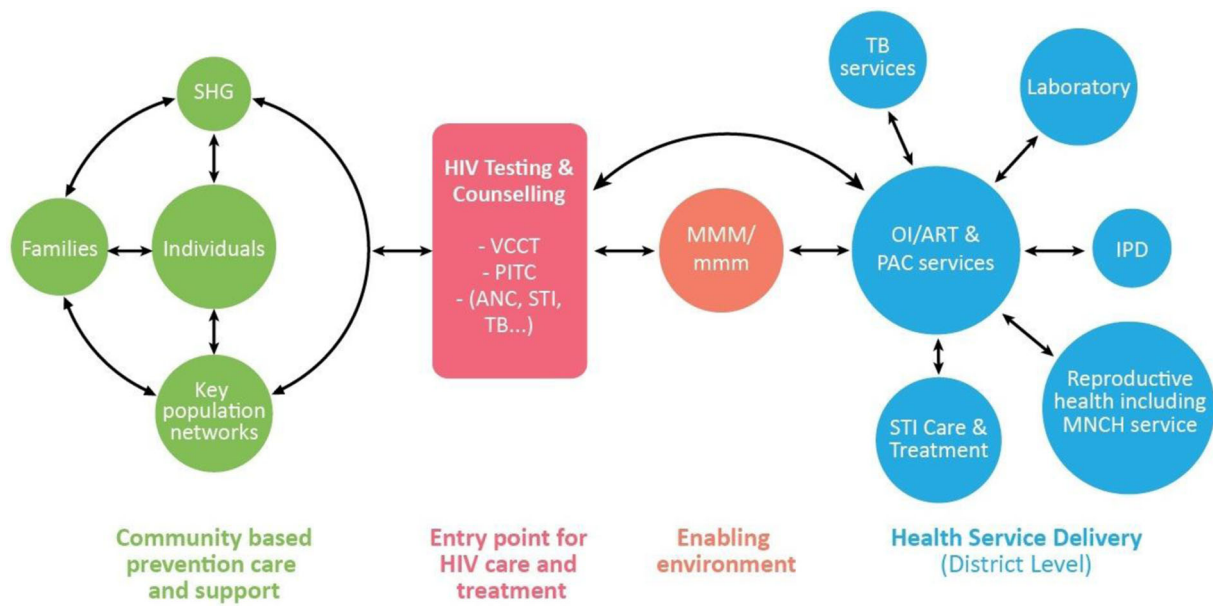 SHG
Families
Individuals
Key
population
networks
HIV Testing &
Counselling
- VCCT
- PITC
- (ANC, STI,
TB...)
MMM/
mmm
TB
services
Laboratory
OI/ART &
PAC services
IPD
Reproductive
health including
MNCH service
STI Care &
Treatment
Community based
prevention care
and support
Entry point for
HIV care and
treatment
Enabling
environment
Health Service Delivery
(District Level)